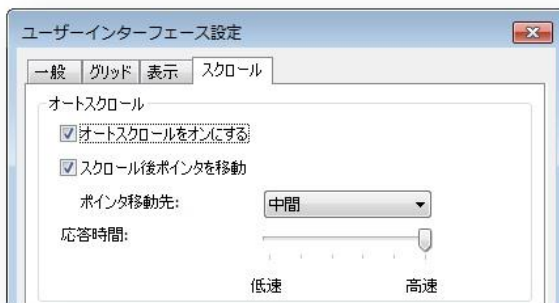 ユーザーインターフェース設定
一般 グリッド 表示 スクロール
オートスクロール
オートスクロールをオンにする
スクロール後ポインタを移動
ポインタ移動先: 中間
応答時間:
低速 高速